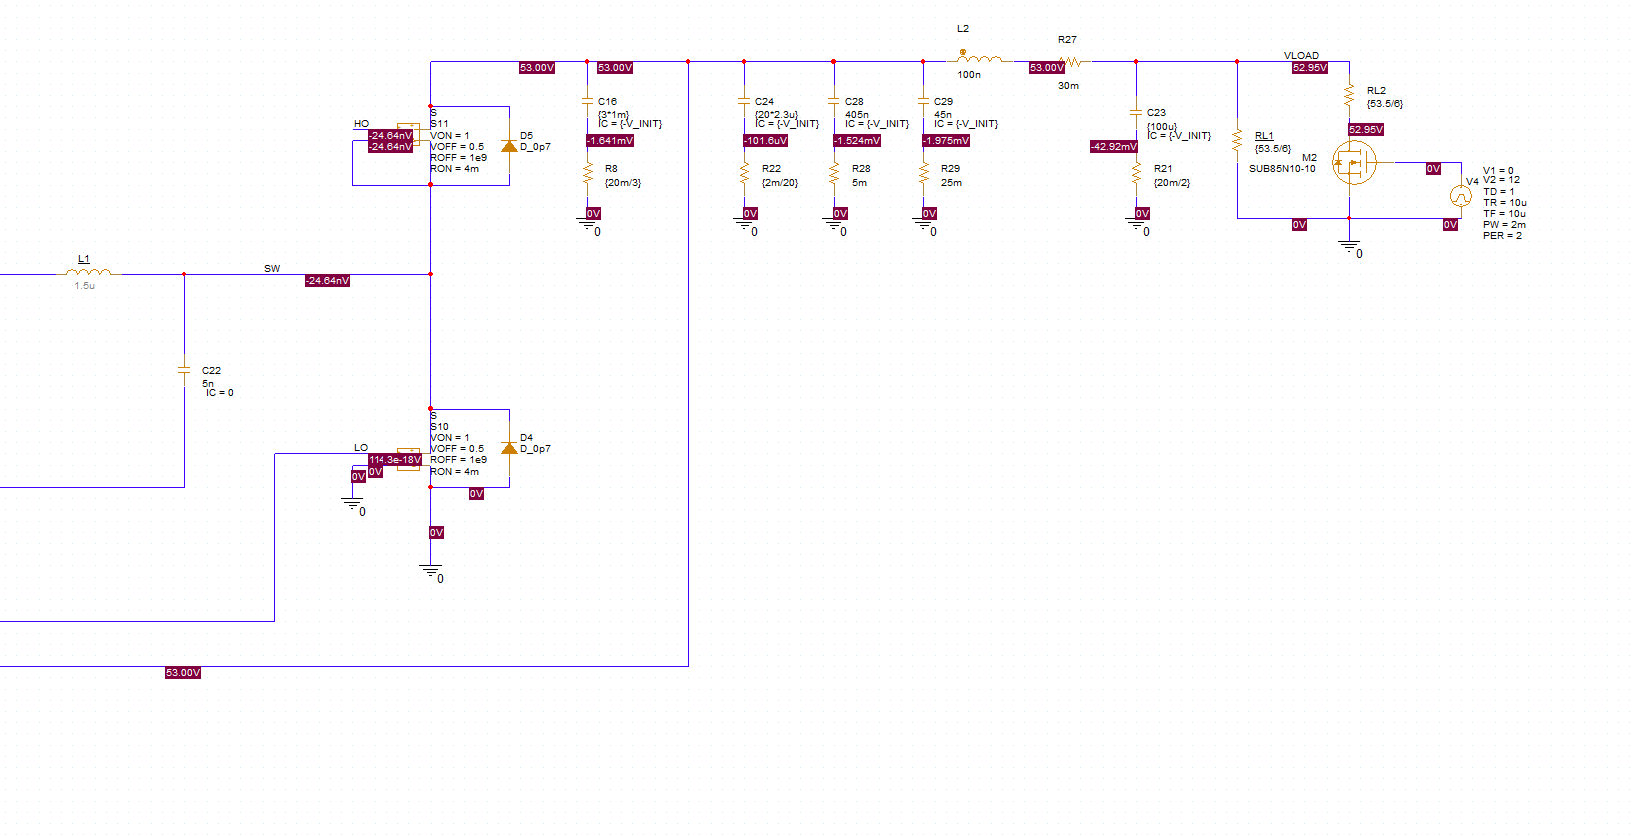 L2
100n
R27
30m
53.00V
53.00V
53.00V
VLOAD
52.95V
S
S11
VON = 1
VOFF = 0.5
ROFF = 1e9
RON = 4m
HO
-24.64nV
-24.64nV
D5
D_0p7
C16
{3*1m}
IC = {-V_INIT}
-1.641mV
R8
{20m/3}
0V
0
C24
{20*2.3u}
IC = {-V_INIT}
-101.6uV
R22
{2m/20}
0V
0
C28
405n
IC = {-V_INIT}
-1.524mV
R28
5m
0V
0
C29
45n
IC = {-V_INIT}
-1.975mV
R29
25m
0V
0
C23
{100u}
IC = {-V_INIT}
-42.92mV
R21
{20m/2}
0V
0
RL1
{53.5/6}
RL2
{53.5/6}
52.95V
M2
SUB85N10-10
0V
V4
V1 = 0
V2 = 12
TD = 1
TR = 10u
TF = 10u
PW = 2m
PER = 2
0V
0V
0
L1
1.5u
SW
-24.64nV
C22
5n
IC = 0
S
S10
VON = 1
VOFF = 0.5
ROFF = 1e9
RON = 4m
LO
114.3e-18V
0V
0V
0
D4
D_0p7
0V
0V
0
53.00V